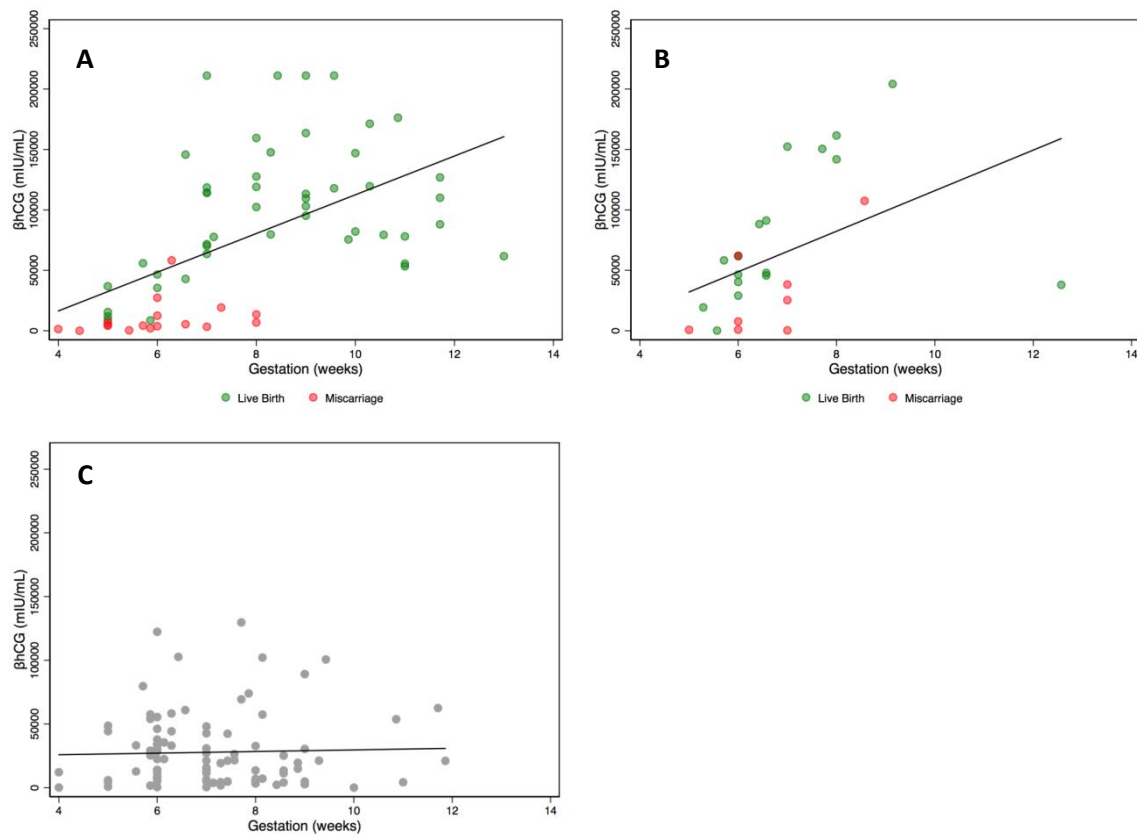 A
βhCG (mIU/mL)
0 50000 100000 150000 200000 250000
4 6 8 10 12 14
Gestation (weeks)
Live Birth Miscarriage
B
βhCG (mIU/mL)
0 50000 100000 150000 200000 250000
4 6 8 10 12 14
Gestation (weeks)
Live Birth Miscarriage
C
βhCG (mIU/mL)
0 50000 100000 150000 200000 250000
4 6 8 10 12 14
Gestation (weeks)